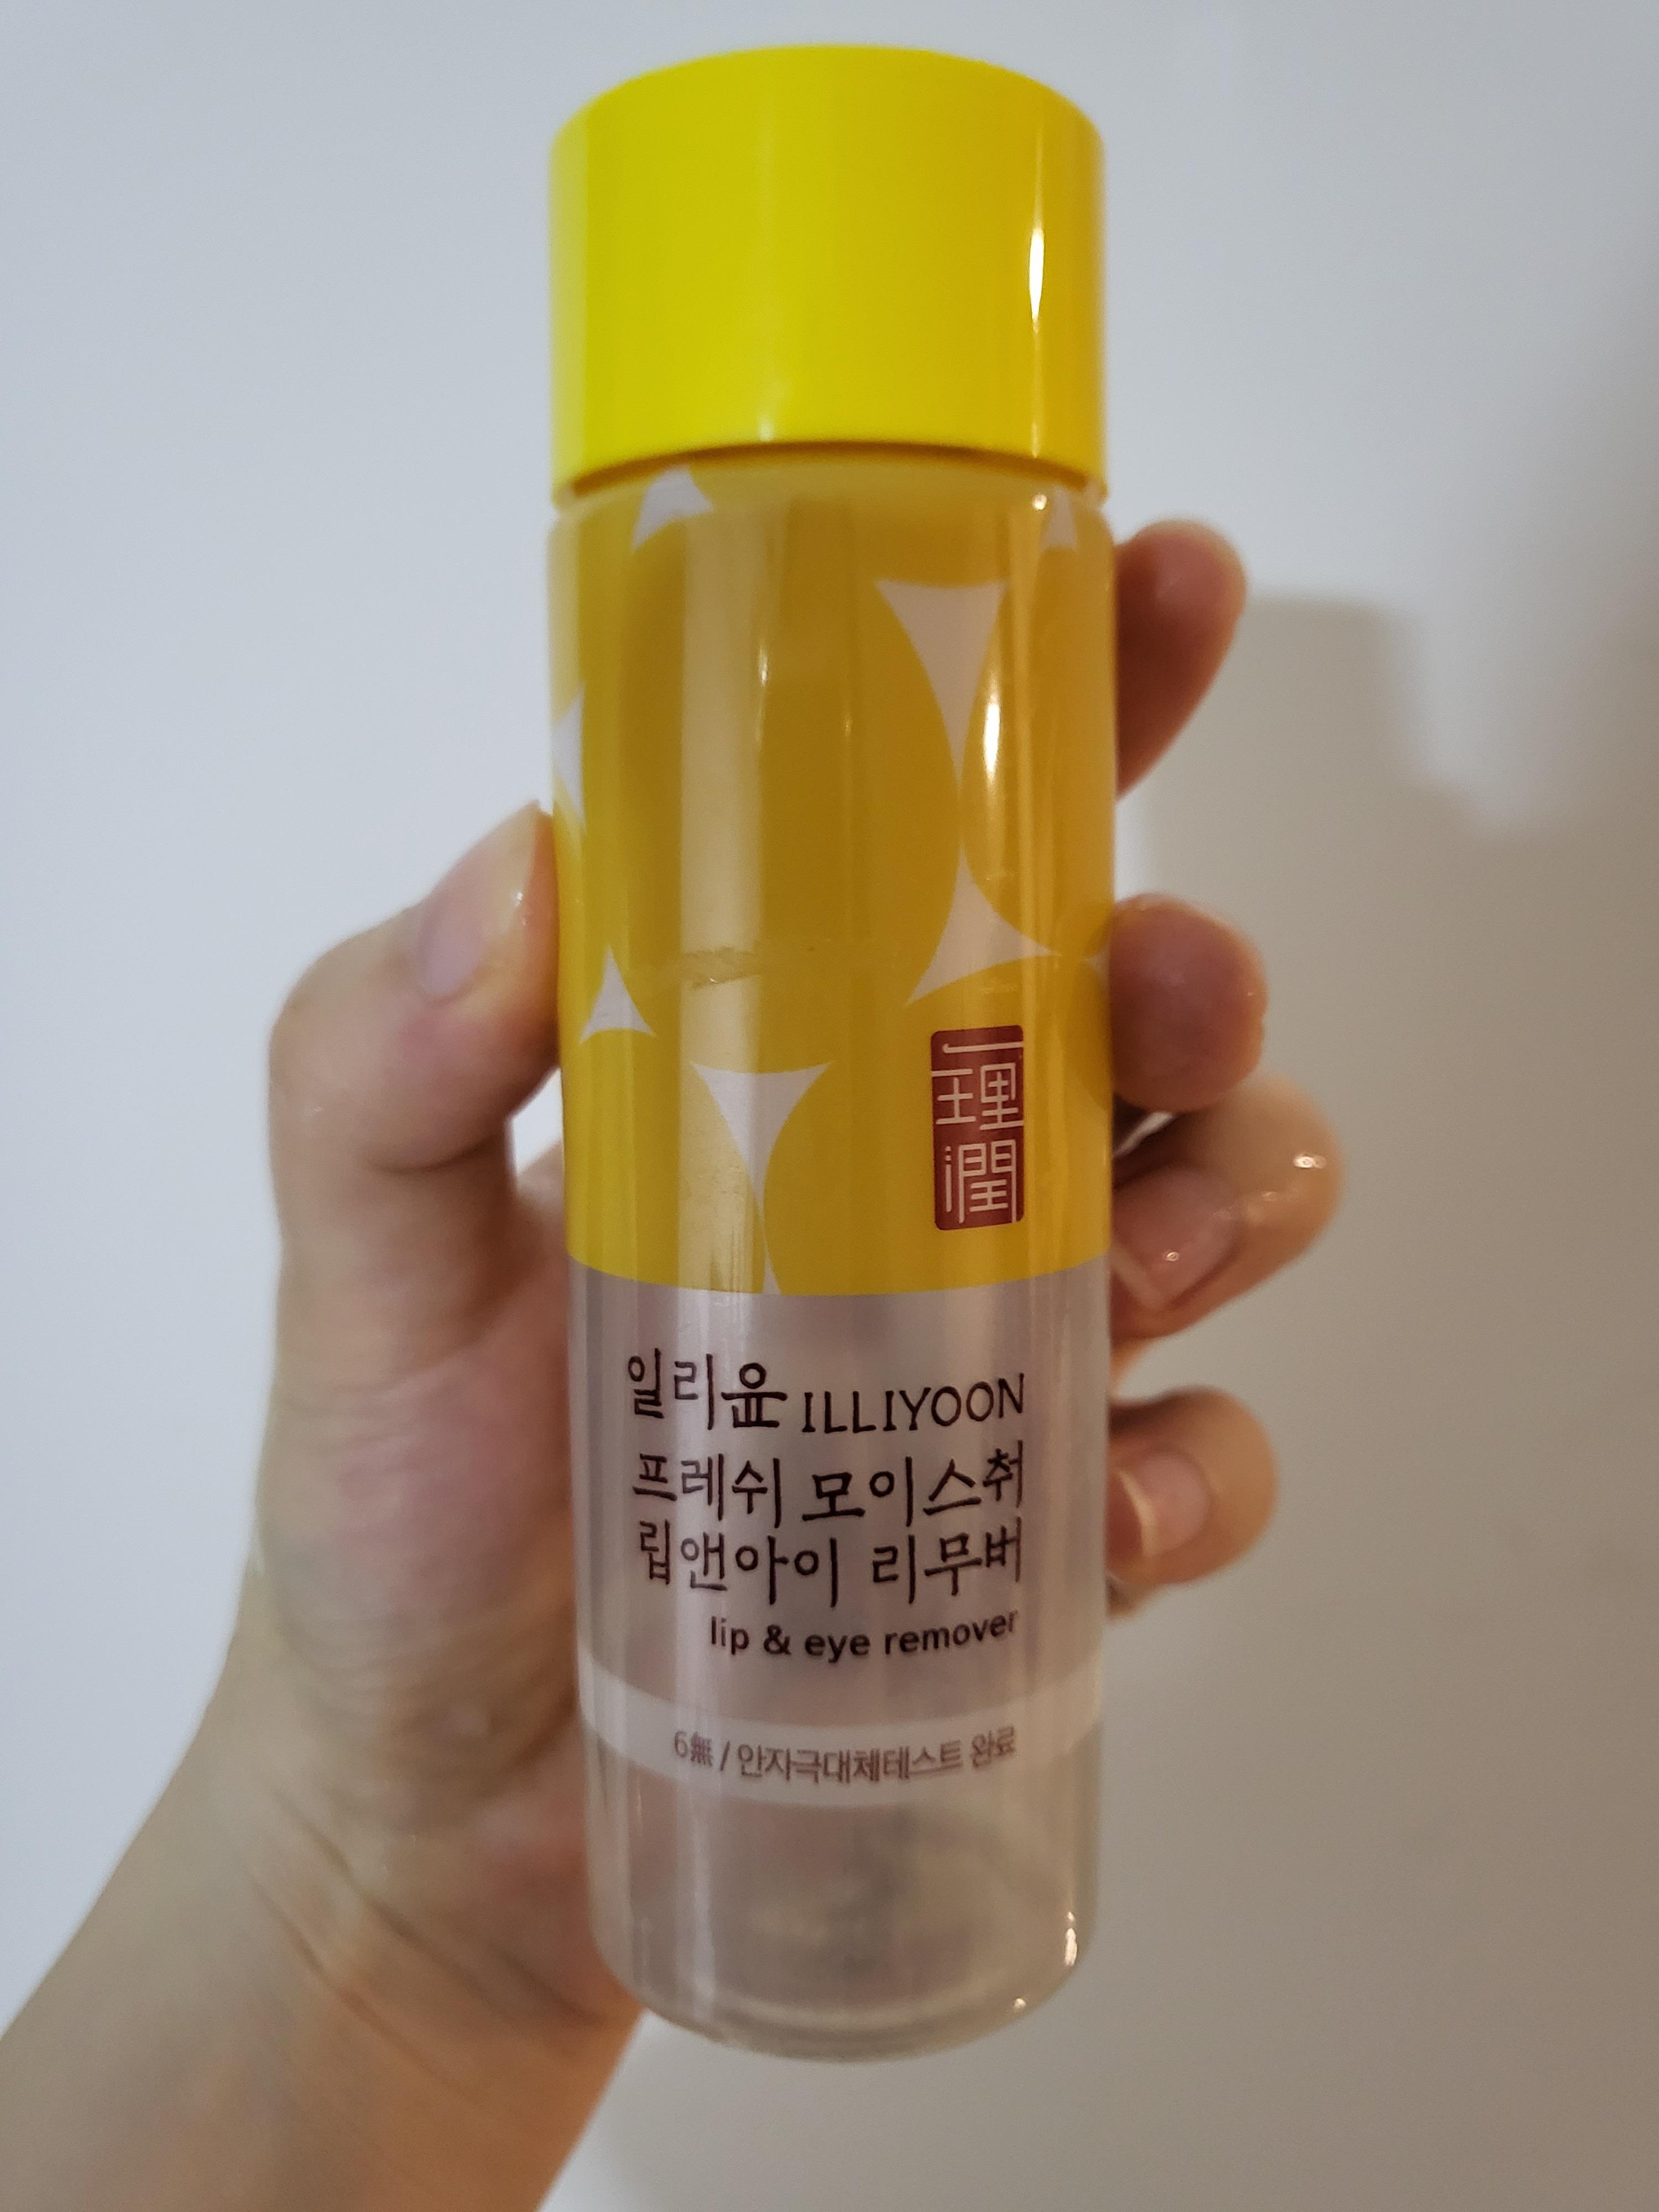 一理潤
일리윤 ILLIYOON
프레쉬 모이스춰
립앤아이 리무버
lip & eye remover
6無 / 안자극대체테스트 완료